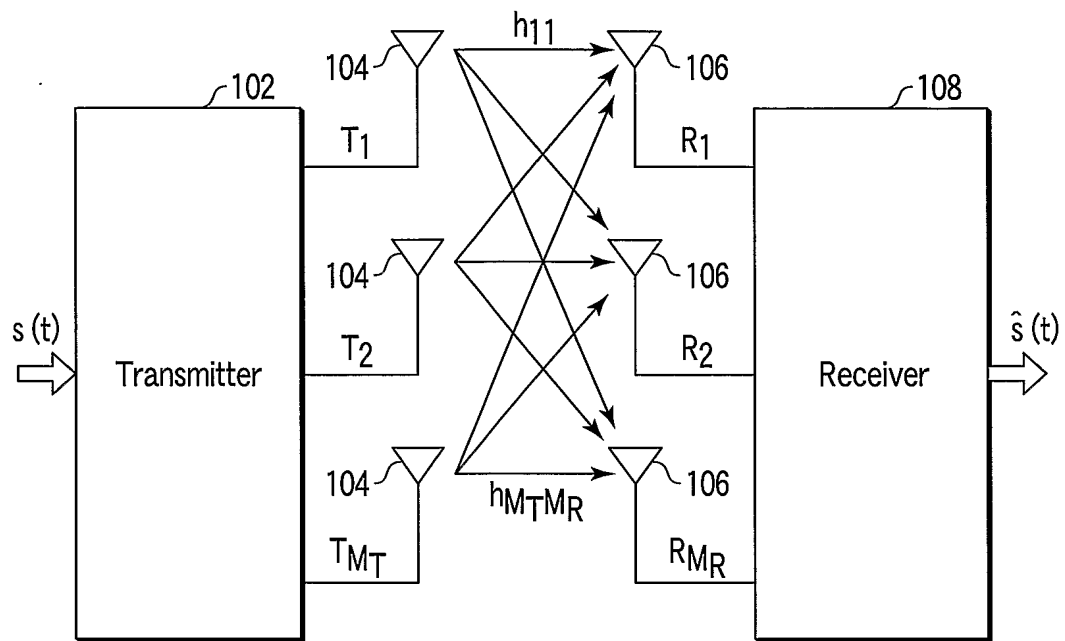 h11
104
106
102
108
T1
R1
104
106
s (t)
ŝ (t)
T2
R2
Transmitter
Receiver
104
106
hMTMR
TMT
RMR